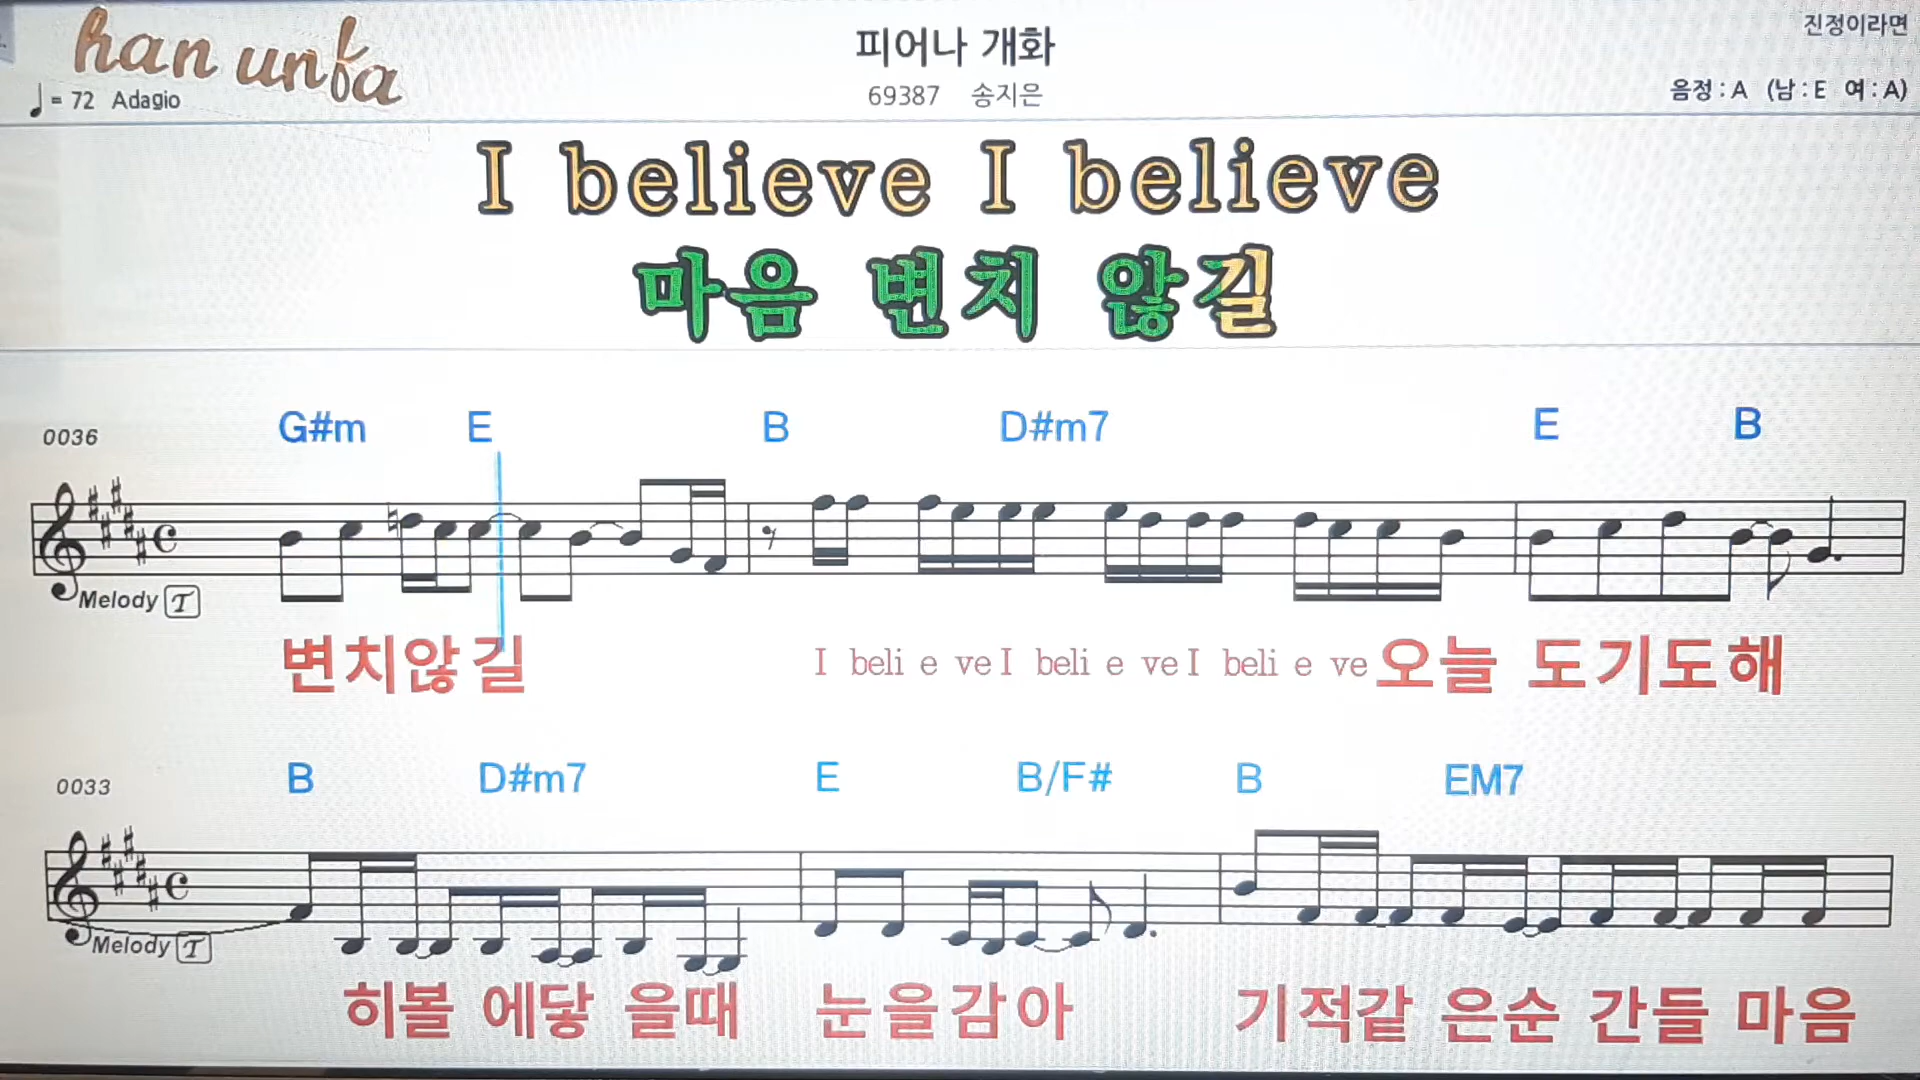 han unfa
피어나 개화
진정이라면
♩= 72 Adagio
69387 송지은
음정 : A (남 : E 여 : A)
I believe I believe
마음 변치 않길
0036 G#m E B D#m7 E B
Melody T
변치않길 I beli e ve I beli e ve I beli e ve 오늘 도기도해
0033 B D#m7 E B/F# B EM7
Melody T
히볼 에닿 을때 눈을감아 기적같 은순 간들 마음